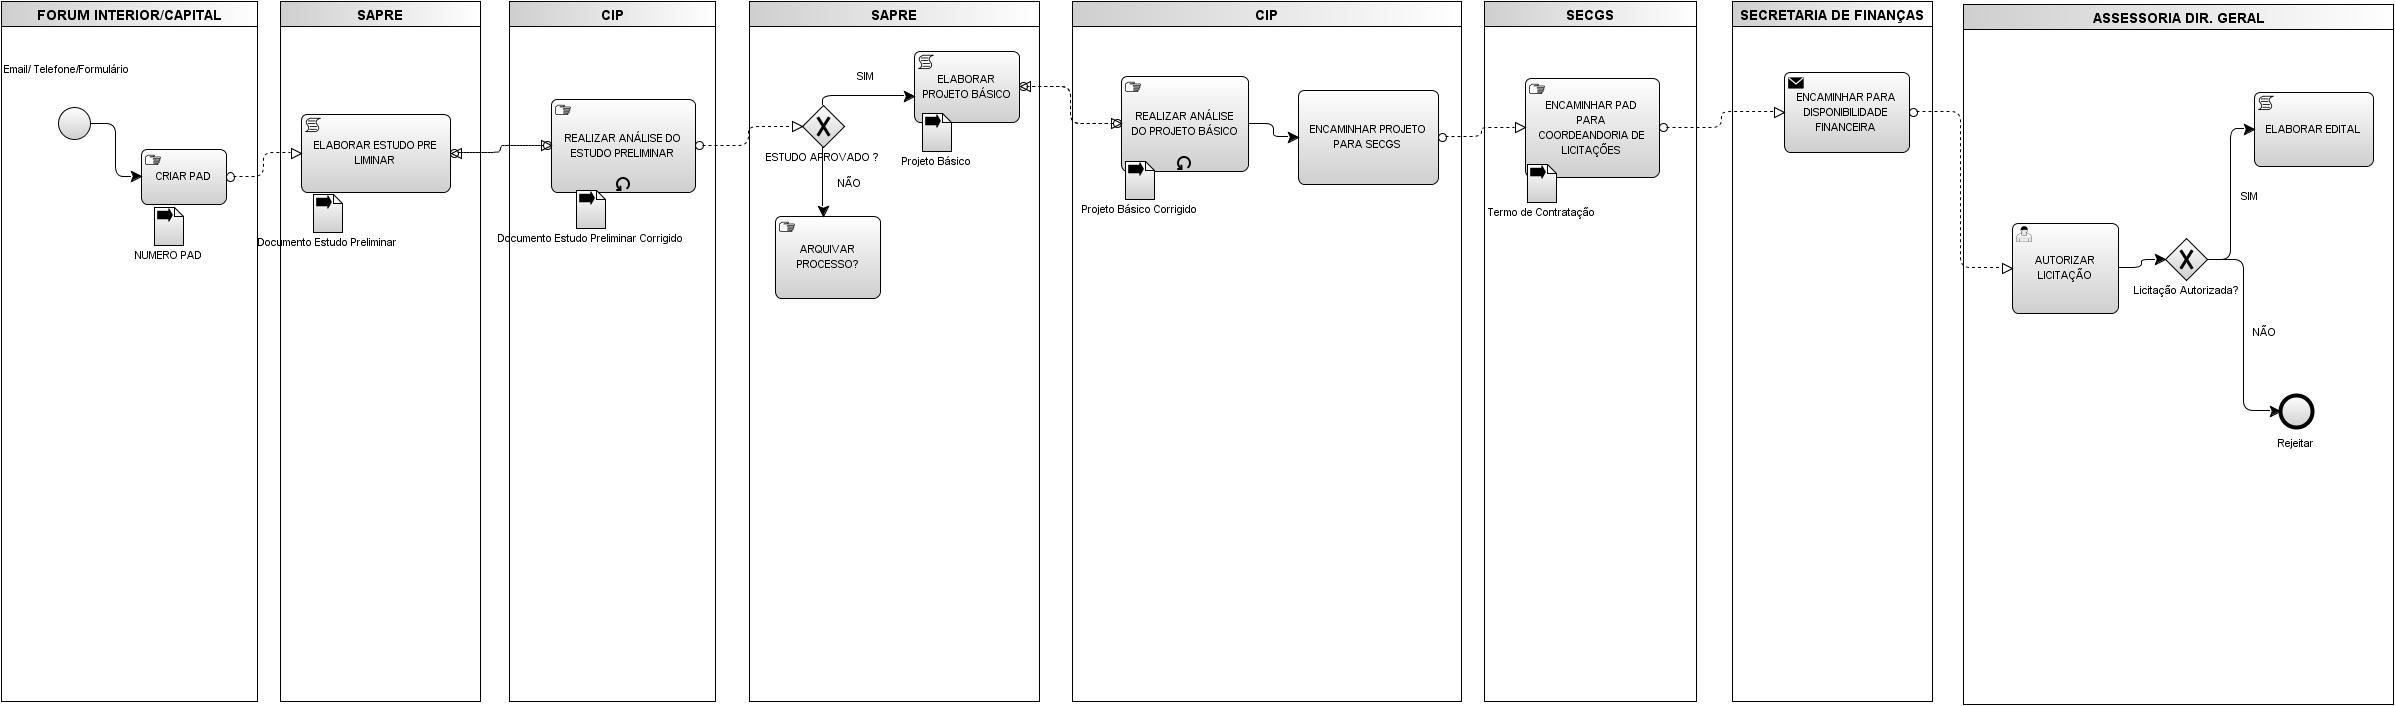 FORUM INTERIOR/CAPITAL
Email/ Telefone/Formulário
CRIAR PAD
NUMERO PAD
SAPRE
ELABORAR ESTUDO PRE
LIMINAR
Documento Estudo Preliminar
CIP
REALIZAR ANÁLISE DO
ESTUDO PRELIMINAR
Documento Estudo Preliminar Corrigido
SAPRE
SIM
ELABORAR
PROJETO BÁSICO
Projeto Básico
ESTUDO APROVADO ?
NÃO
ARQUIVAR
PROCESSO?
CIP
REALIZAR ANÁLISE
DO PROJETO BÁSICO
Projeto Básico Corrigido
ENCAMINHAR PROJETO
PARA SECGS
SECGS
ENCAMINHAR PAD
PARA
COORDEANDORIA DE
LICITAÇÕES
Termo de Contratação
SECRETARIA DE FINANÇAS
ENCAMINHAR PARA
DISPONIBILIDADE
FINANCEIRA
ASSESSORIA DIR. GERAL
AUTORIZAR
LICITAÇÃO
Licitação Autorizada?
SIM
ELABORAR EDITAL
NÃO
Rejeitar